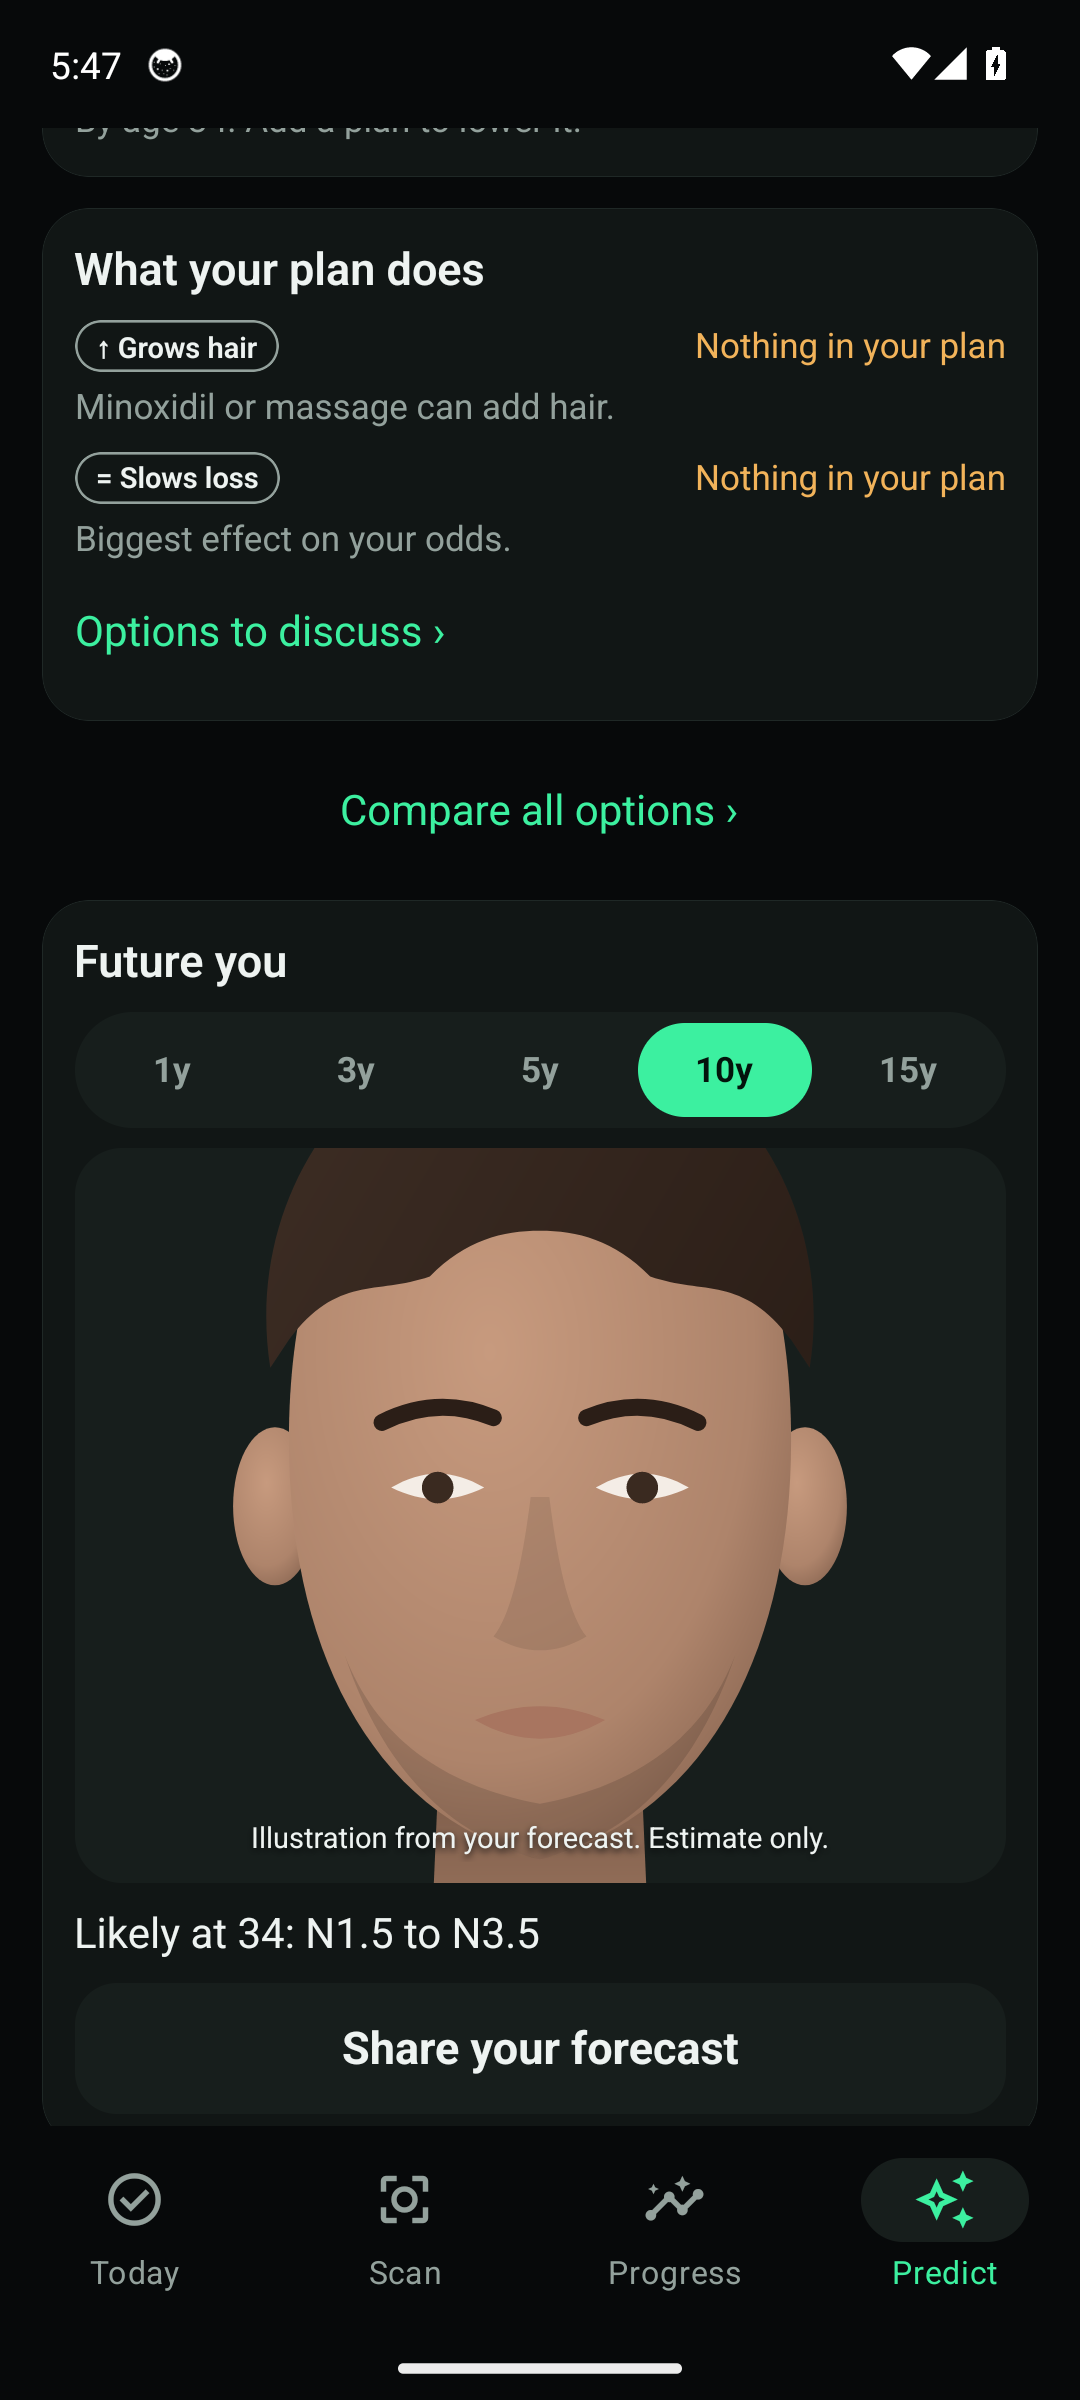 5:47
What your plan does
↑ Grows hair
Nothing in your plan
Minoxidil or massage can add hair.
= Slows loss
Nothing in your plan
Biggest effect on your odds.
Options to discuss ›
Compare all options ›
Future you
1y 3y 5y 10y 15y
Illustration from your forecast. Estimate only.
Likely at 34: N1.5 to N3.5
Share your forecast
Today Scan Progress Predict